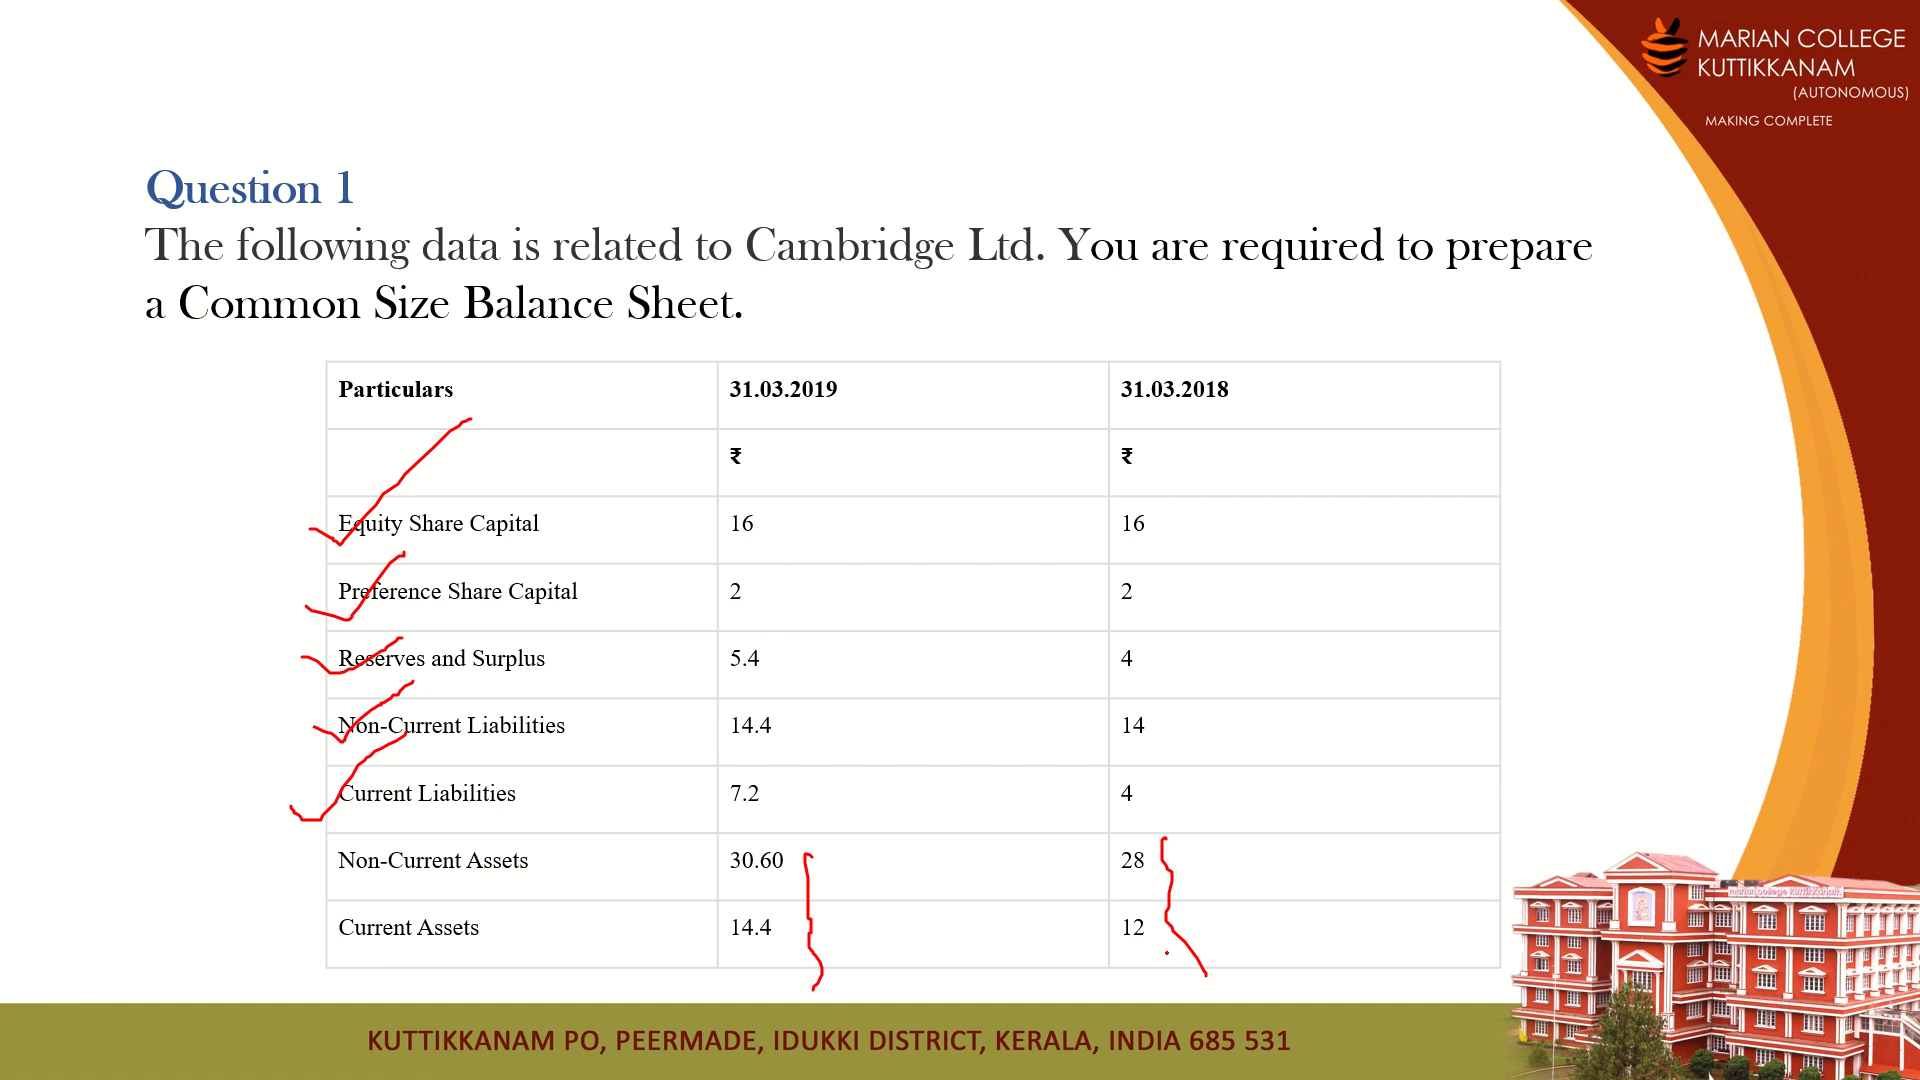 MARIAN COLLEGE
KUTTIKKANAM
(AUTONOMOUS)
MAKING COMPLETE
Question 1
The following data is related to Cambridge Ltd. You are required to prepare
a Common Size Balance Sheet.
Particulars 31.03.2019 31.03.2018
₹ ₹
Equity Share Capital 16 16
Preference Share Capital 2 2
Reserves and Surplus 5.4 4
Non-Current Liabilities 14.4 14
Current Liabilities 7.2 4
Non-Current Assets 30.60 28
Current Assets 14.4 12
marian college kuttikkanam
KUTTIKKANAM PO, PEERMADE, IDUKKI DISTRICT, KERALA, INDIA 685 531